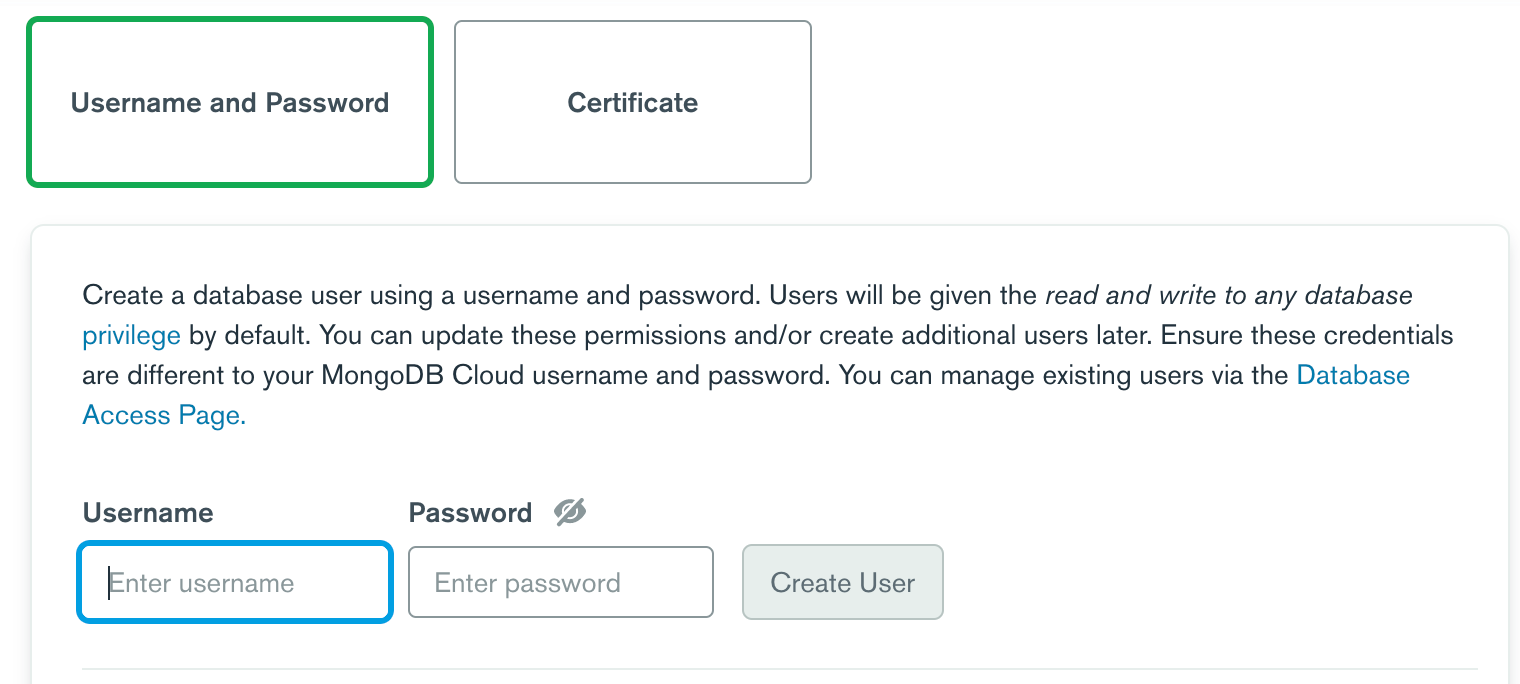 Username and Password
Certificate
Create a database user using a username and password. Users will be given the read and write to any database
privilege by default. You can update these permissions and/or create additional users later. Ensure these credentials
are different to your MongoDB Cloud username and password. You can manage existing users via the Database
Access Page.
Username
Password
Enter username
Enter password
Create User